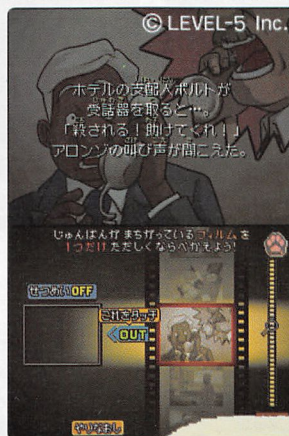 © LEVEL-5 Inc.
ホテルの支配人ボルトが
受話器を取ると…。
「殺される!助けてくれ!」
アロンゾの叫び声が聞こえた。
じゅんばんが まちがっている フィルムを
1つだけ ただしくならべかえよう!
せつめい OFF
これをタッチ
OUT
やりなおし